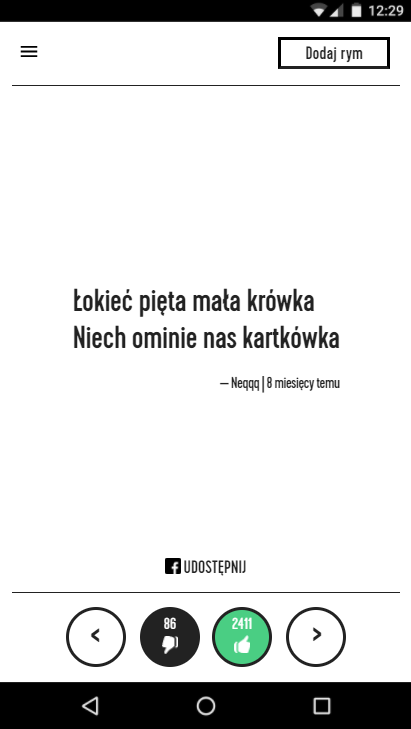 12:29
Dodaj rym
Łokieć pięta mała krówka
Niech ominie nas kartkówka
— Neqqq | 8 miesięcy temu
UDOSTĘPNIJ
86
2411